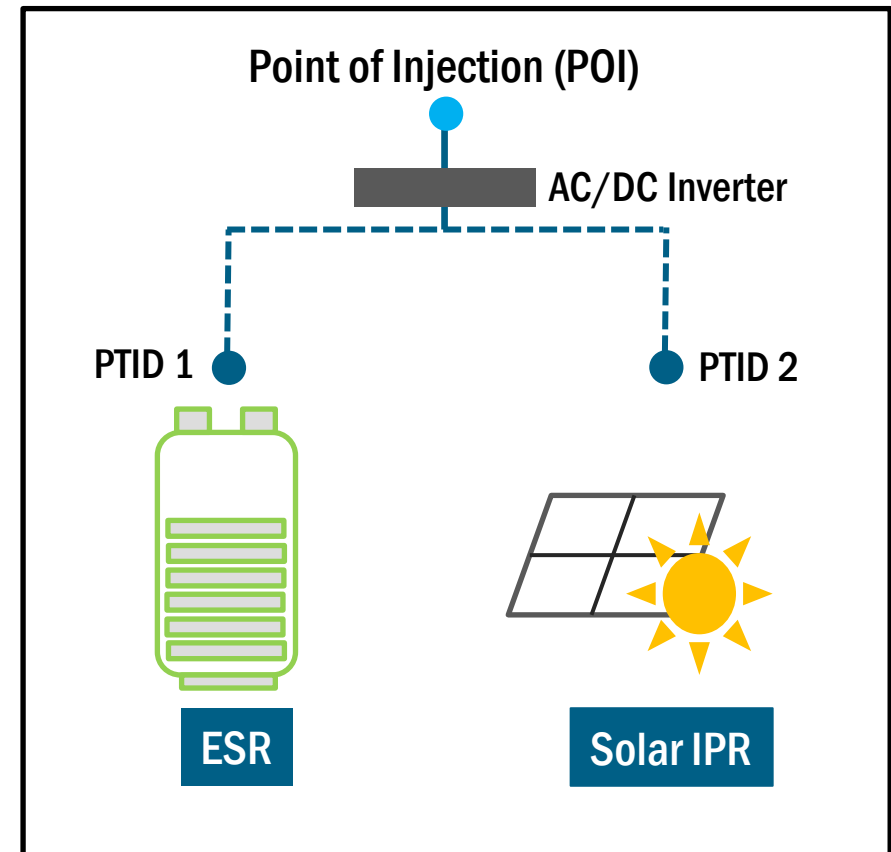 Point of Injection (POI)
AC/DC Inverter
PTID 1
PTID 2
ESR
Solar IPR